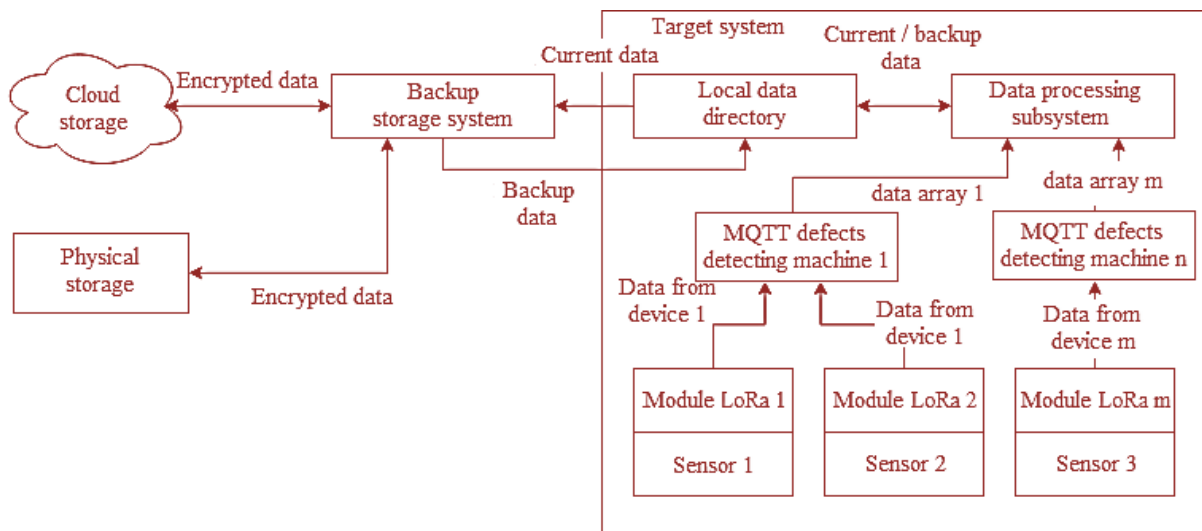 Target system
Current data
Current / backup
data
Encrypted data
Cloud
storage
Backup
storage system
Local data
directory
Data processing
subsystem
Backup
data
data array 1
data array m
Physical
storage
Encrypted data
MQTT defects
detecting machine 1
MQTT defects
detecting machine n
Data from
device 1
Data from
device 1
Data from
device m
Module LoRa 1
Module LoRa 2
Module LoRa m
Sensor 1
Sensor 2
Sensor 3